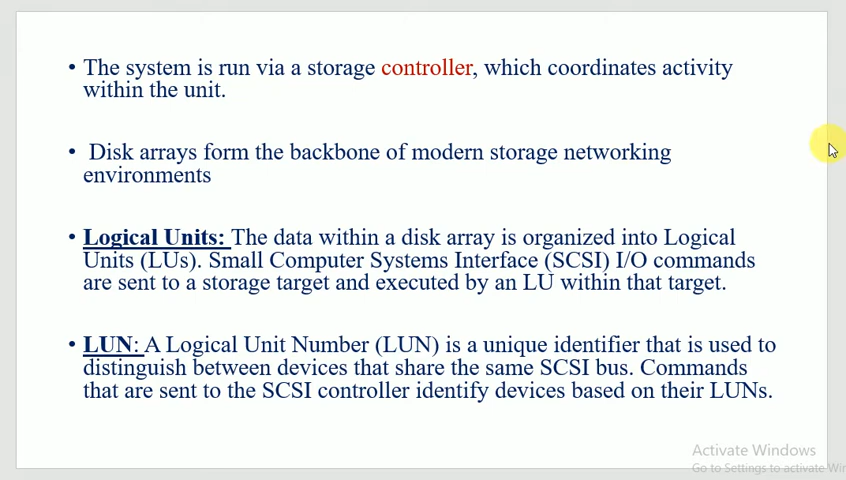 • The system is run via a storage controller, which coordinates activity
within the unit.
• Disk arrays form the backbone of modern storage networking
environments
• Logical Units: The data within a disk array is organized into Logical
Units (LUs). Small Computer Systems Interface (SCSI) I/O commands
are sent to a storage target and executed by an LU within that target.
• LUN: A Logical Unit Number (LUN) is a unique identifier that is used to
distinguish between devices that share the same SCSI bus. Commands
that are sent to the SCSI controller identify devices based on their LUNs.
Activate Windows
Go to Settings to activate Win